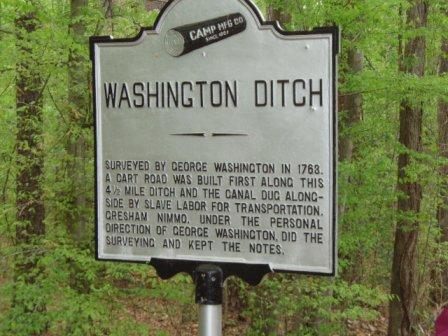 CAMP MFG CO
SINCE 1887
WASHINGTON DITCH
SURVEYED BY GEORGE WASHINGTON IN 1763.
A CART ROAD WAS BUILT FIRST ALONG THIS
4½ MILE DITCH AND THE CANAL DUG ALONG-
SIDE BY SLAVE LABOR FOR TRANSPORTATION.
GRESHAM NIMMO, UNDER THE PERSONAL
DIRECTION OF GEORGE WASHINGTON, DID THE
SURVEYING AND KEPT THE NOTES.